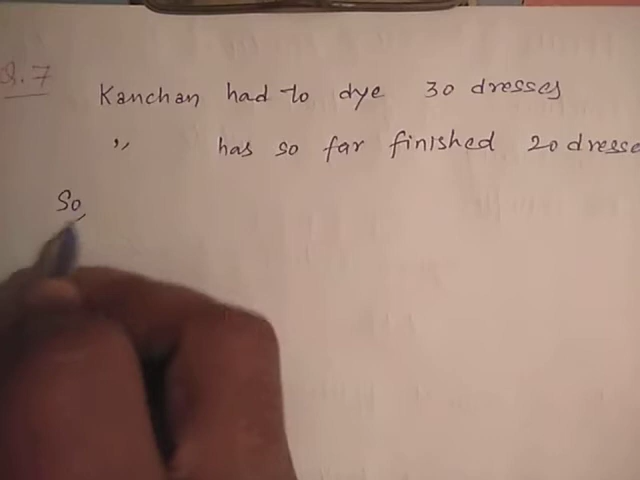 Q.7 Kanchan had to dye 30 dresses
" has so far finished 20 dresse
So,